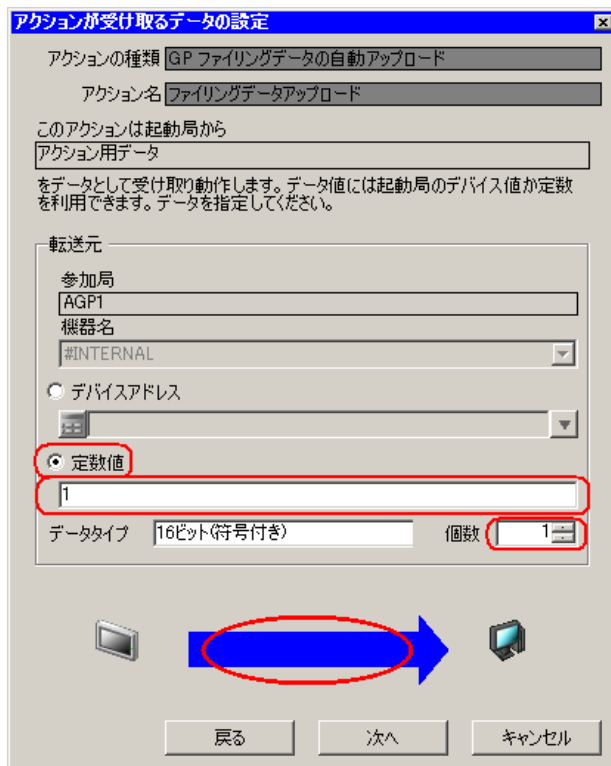 アクションが受け取るデータの設定
アクションの種類 GP ファイリングデータの自動アップロード
アクション名 ファイリングデータアップロード
このアクションは起動局から
アクション用データ
をデータとして受け取り動作します。データ値には起動局のデバイス値か定数
を利用できます。データを指定してください。
転送元
参加局
AGP1
機器名
#INTERNAL
デバイスアドレス
定数値
1
データタイプ 16ビット(符号付き) 個数 1
戻る 次へ キャンセル